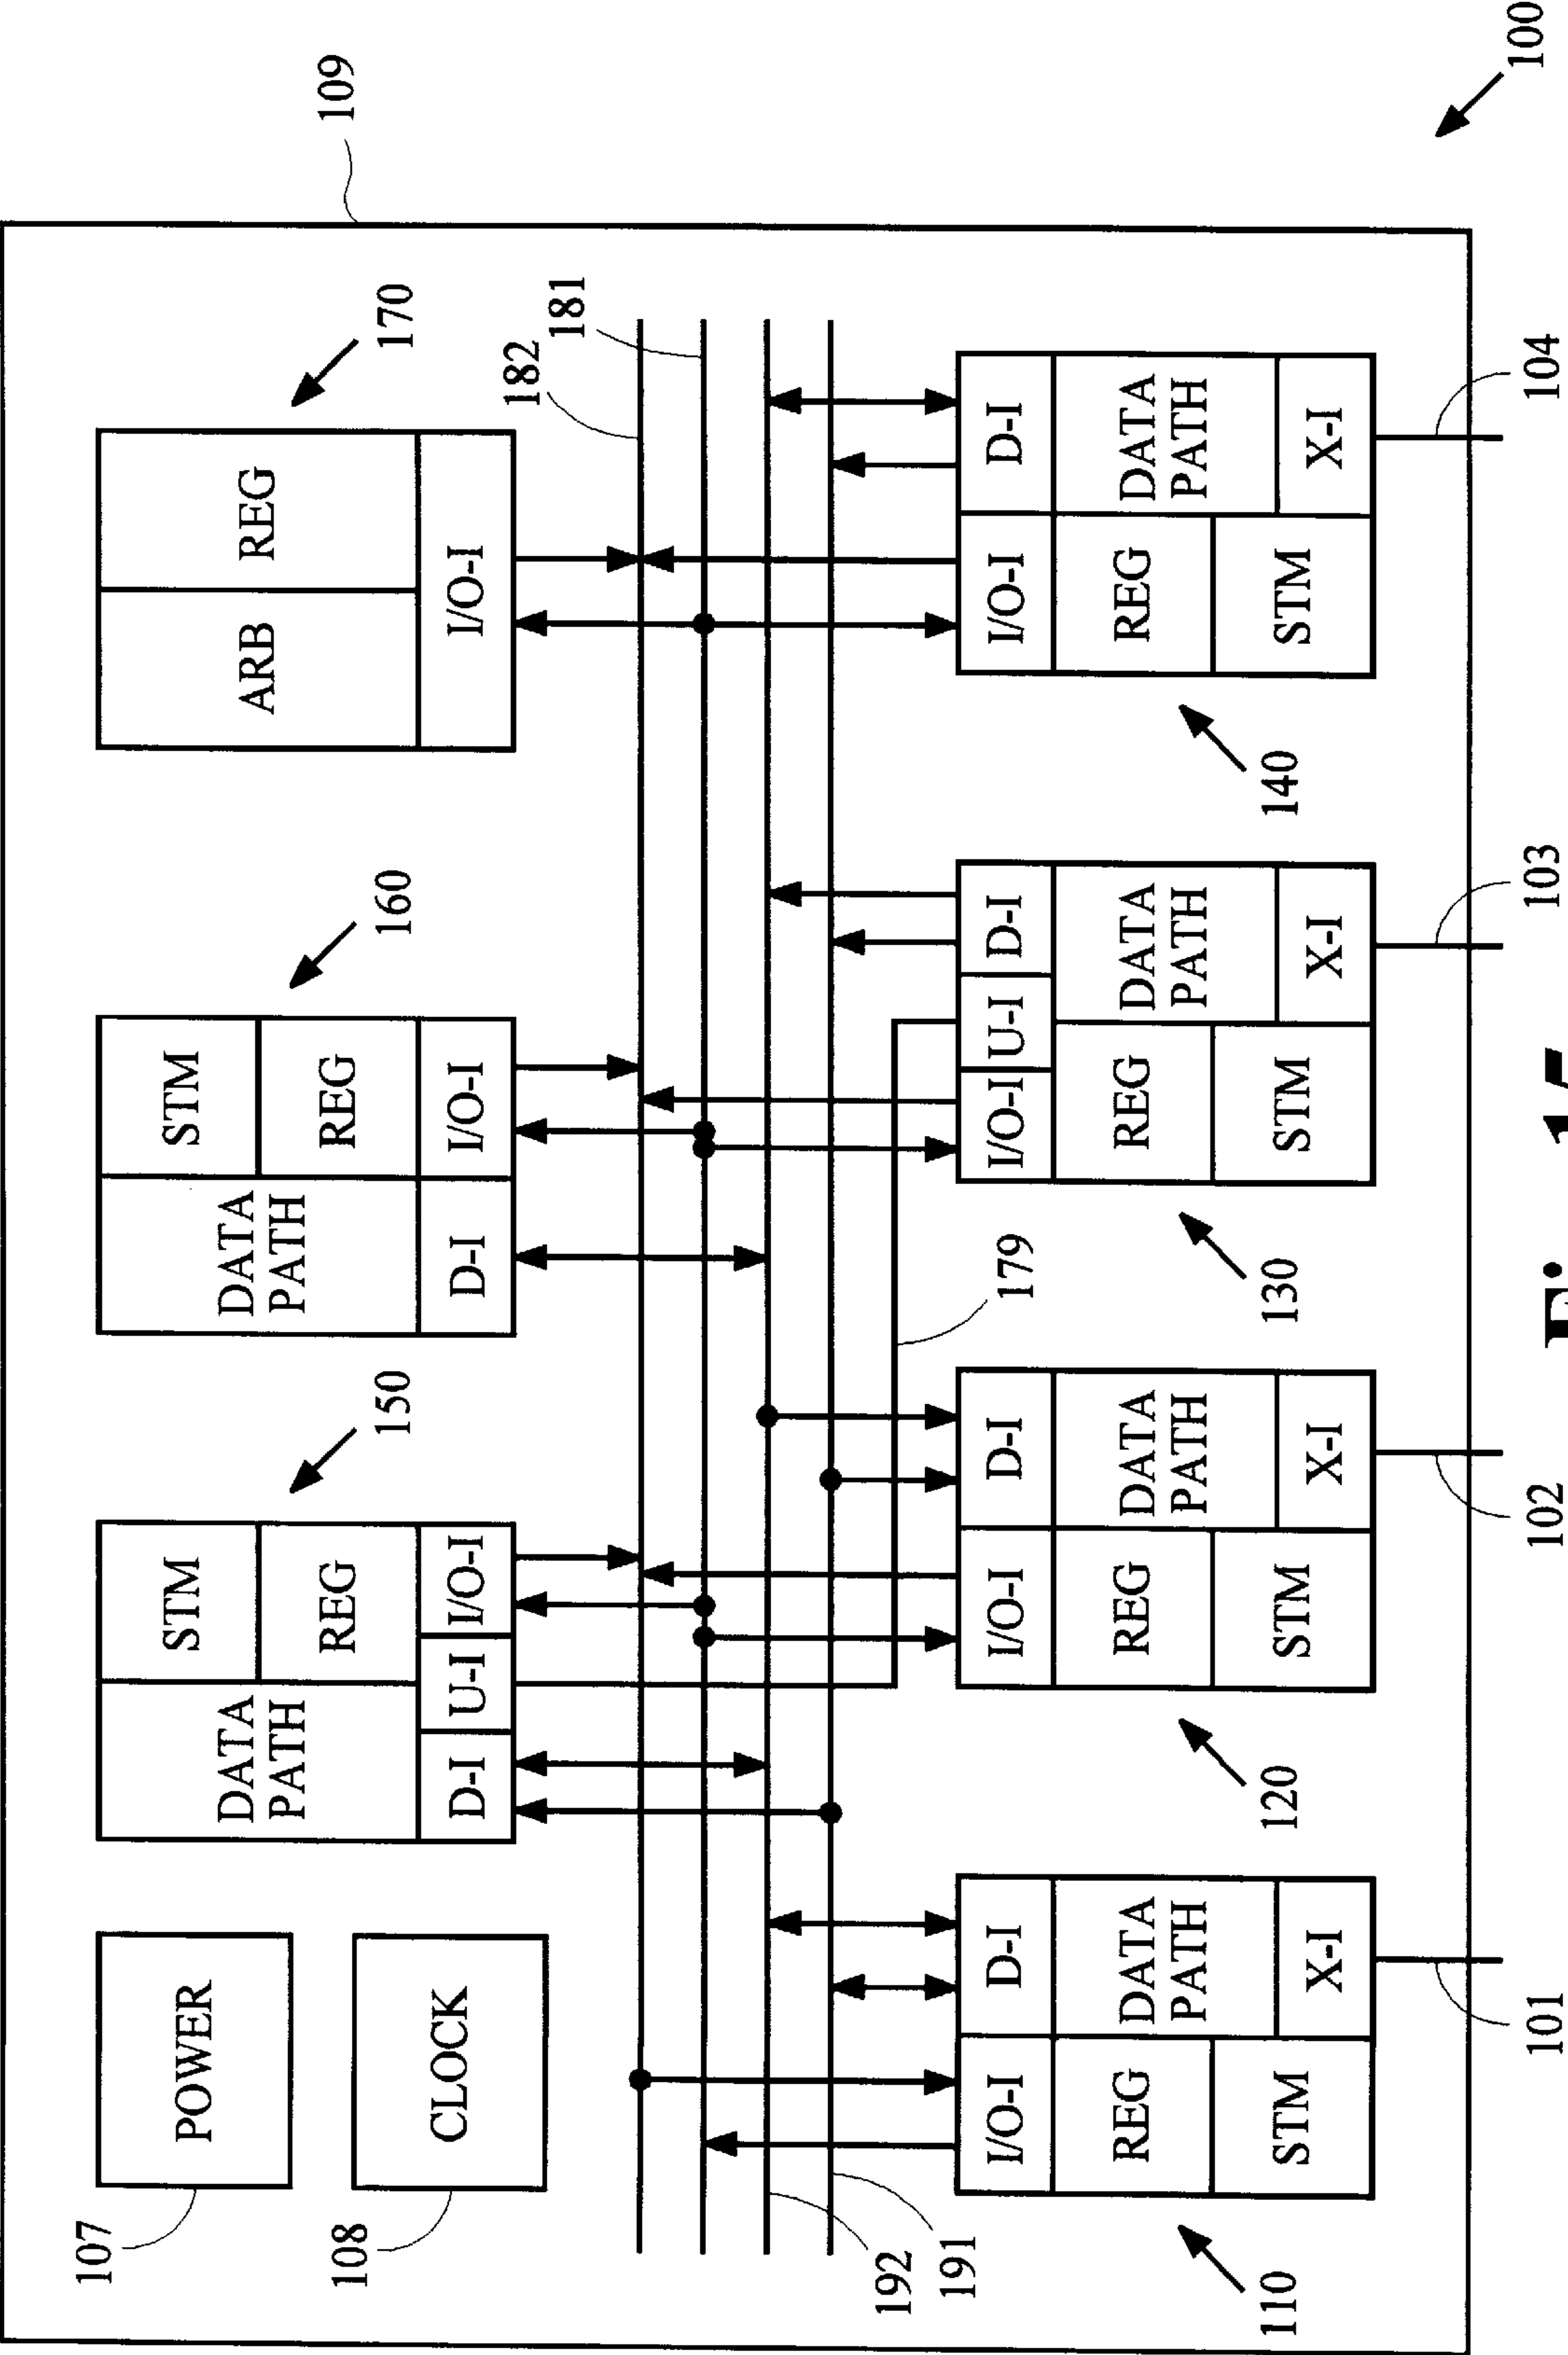 109
100
107
POWER
108
CLOCK
150
DATA
PATH
STM
REG
D-I
U-I
I/O-I
160
DATA
PATH
STM
REG
D-I
I/O-I
170
ARB
REG
I/O-I
182
181
192
191
179
110
I/O-I
D-I
REG
DATA
PATH
STM
X-I
101
120
I/O-I
D-I
REG
DATA
PATH
STM
X-I
102
130
I/O-I
U-I
D-I
REG
DATA
PATH
STM
X-I
103
140
I/O-I
D-I
REG
DATA
PATH
STM
X-I
104